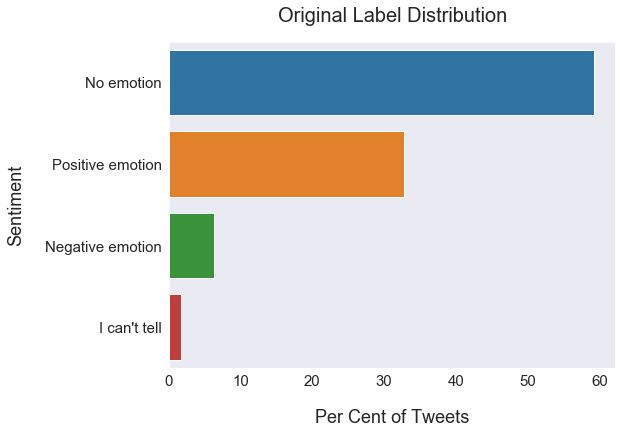 Original Label Distribution
Sentiment
No emotion
Positive emotion
Negative emotion
I can't tell
0 10 20 30 40 50 60
Per Cent of Tweets